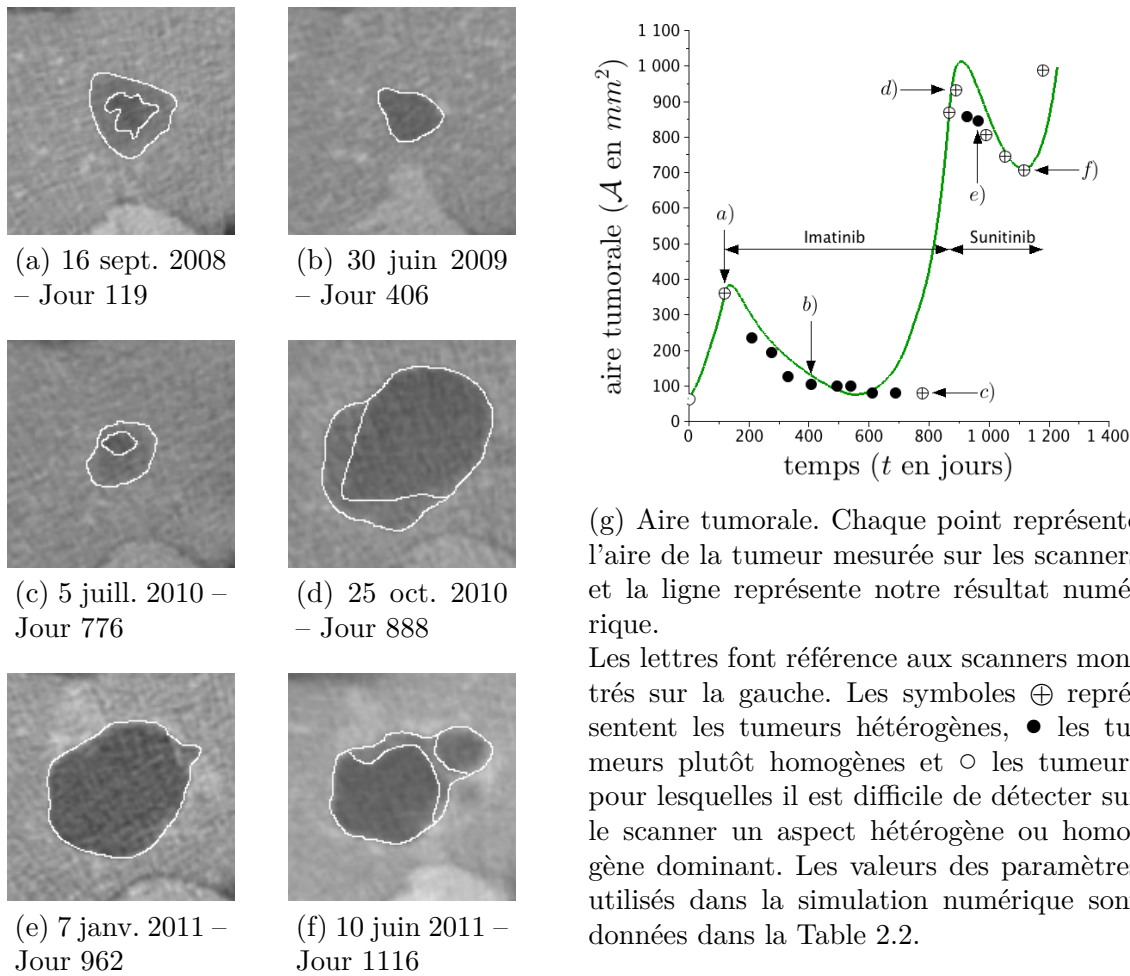 (a) 16 sept. 2008
– Jour 119
(b) 30 juin 2009
– Jour 406
(c) 5 juill. 2010 –
Jour 776
(d) 25 oct. 2010
– Jour 888
(e) 7 janv. 2011 –
Jour 962
(f) 10 juin 2011 –
Jour 1116
aire tumorale (𝒜 en mm²)
1 100
1 000
900
800
700
600
500
400
300
200
100
0
d)
e)
f)
a)
Imatinib
Sunitinib
b)
c)
0
200
400
600
800
1 000
1 200
1 400
temps (t en jours)
(g) Aire tumorale. Chaque point représente
l'aire de la tumeur mesurée sur les scanners
et la ligne représente notre résultat numé-
rique.
Les lettres font référence aux scanners mon-
trés sur la gauche. Les symboles ⊕ repré-
sentent les tumeurs hétérogènes, ● les tu-
meurs plutôt homogènes et ○ les tumeur
pour lesquelles il est difficile de détecter su
le scanner un aspect hétérogène ou homo-
gène dominant. Les valeurs des paramètre
utilisés dans la simulation numérique son
données dans la Table 2.2.